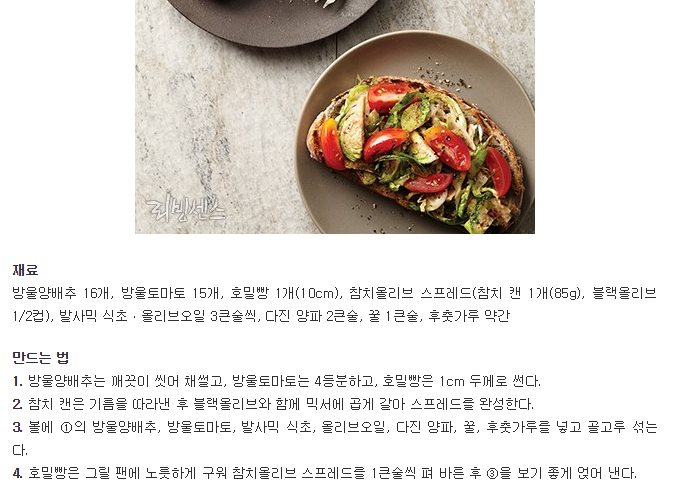 리빙센스
재료
방울양배추 16개, 방울토마토 15개, 호밀빵 1개(10cm), 참치올리브 스프레드(참치 캔 1개(85g), 블랙올리브
1/2컵), 발사믹 식초 · 올리브오일 3큰술씩, 다진 양파 2큰술, 꿀 1큰술, 후춧가루 약간
만드는 법
1. 방울양배추는 깨끗이 씻어 채썰고, 방울토마토는 4등분하고, 호밀빵은 1cm 두께로 썬다.
2. 참치 캔은 기름을 따라낸 후 블랙올리브와 함께 믹서에 곱게 갈아 스프레드를 완성한다.
3. 볼에 ①의 방울양배추, 방울토마토, 발사믹 식초, 올리브오일, 다진 양파, 꿀, 후춧가루를 넣고 골고루 섞는
다.
4. 호밀빵은 그릴 팬에 노릇하게 구워 참치올리브 스프레드를 1큰술씩 펴 바른 후 ③을 보기 좋게 얹어 낸다.